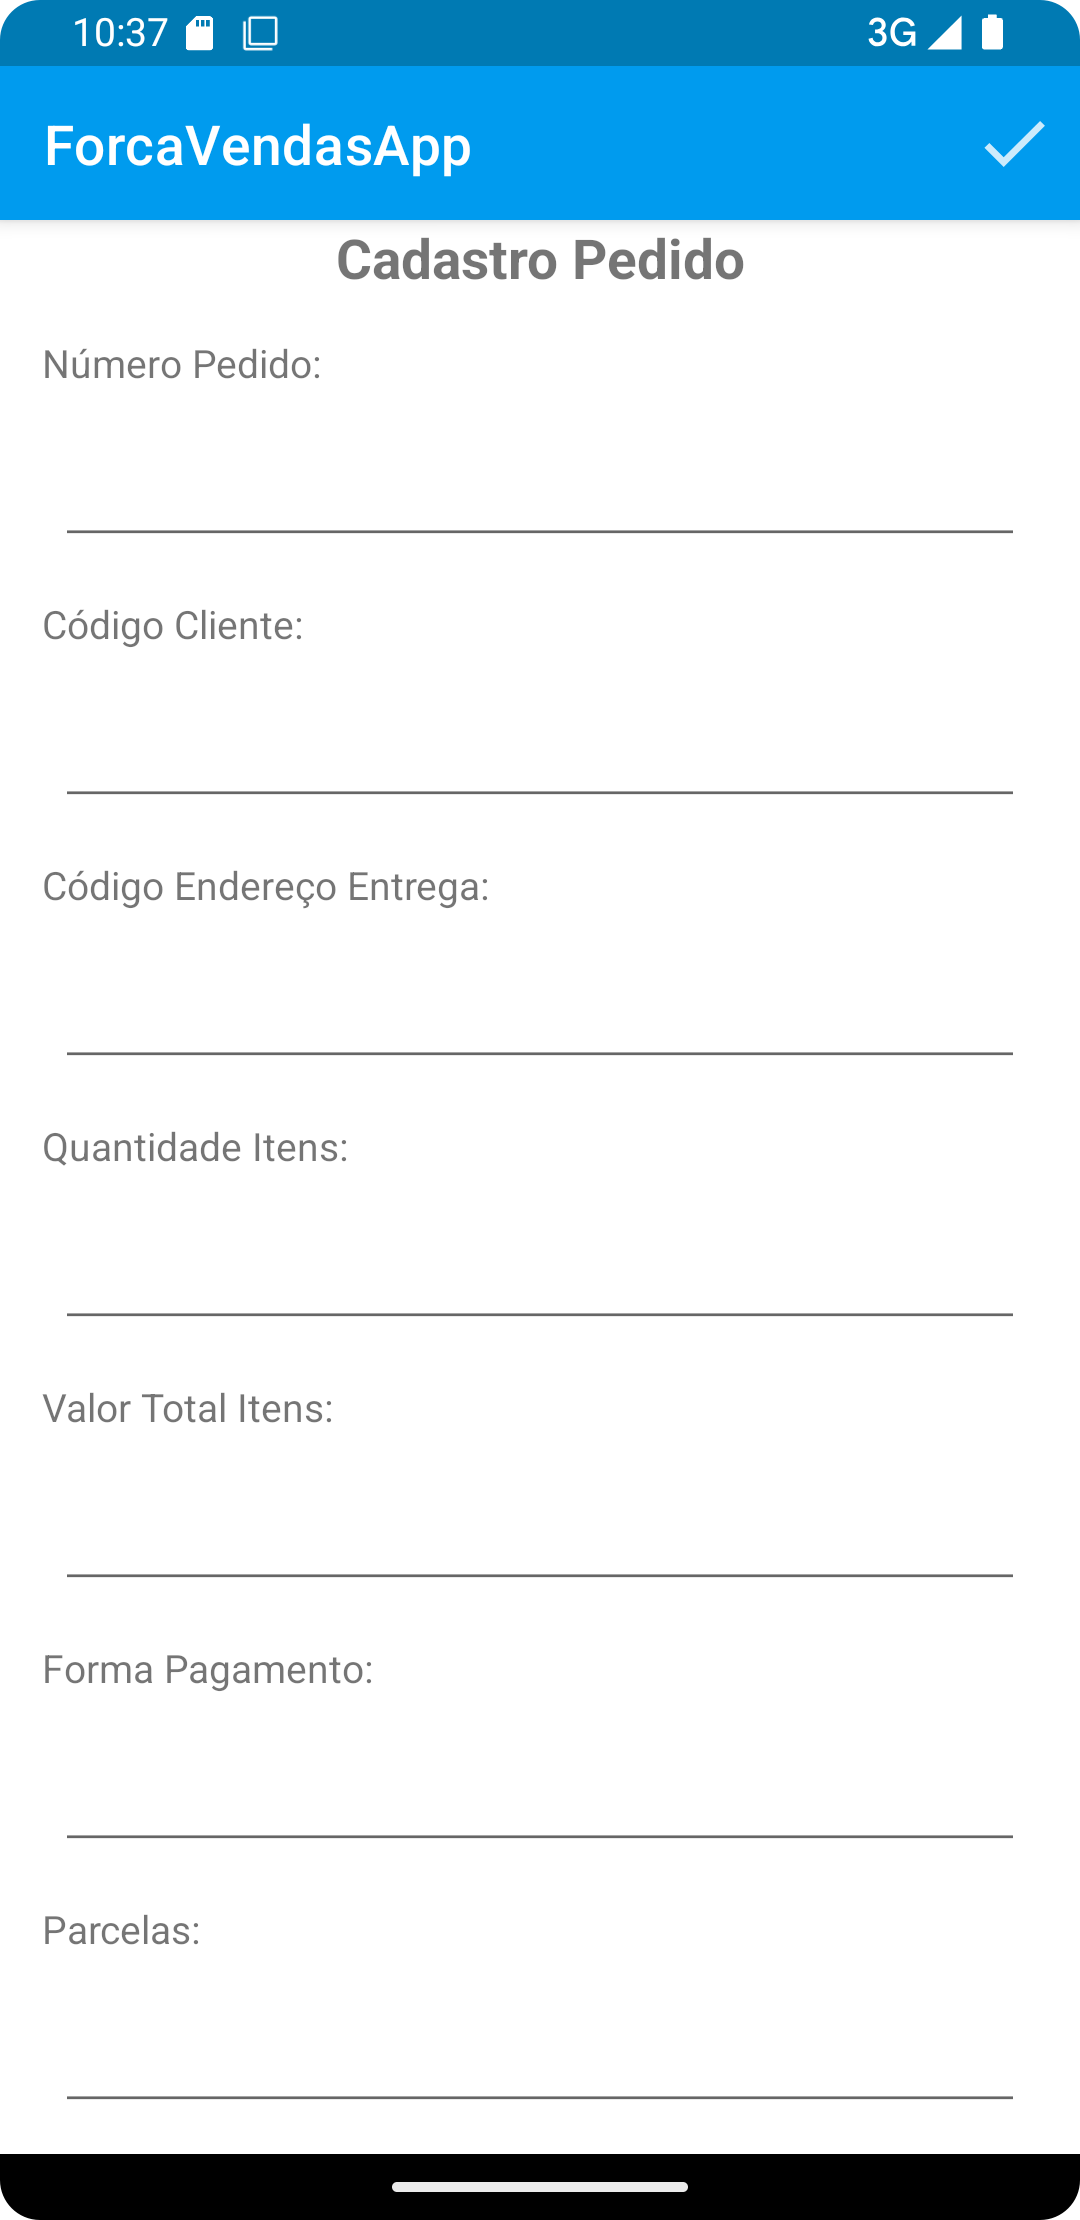 10:37 3G
ForcaVendasApp
Cadastro Pedido
Número Pedido:
Código Cliente:
Código Endereço Entrega:
Quantidade Itens:
Valor Total Itens:
Forma Pagamento:
Parcelas: